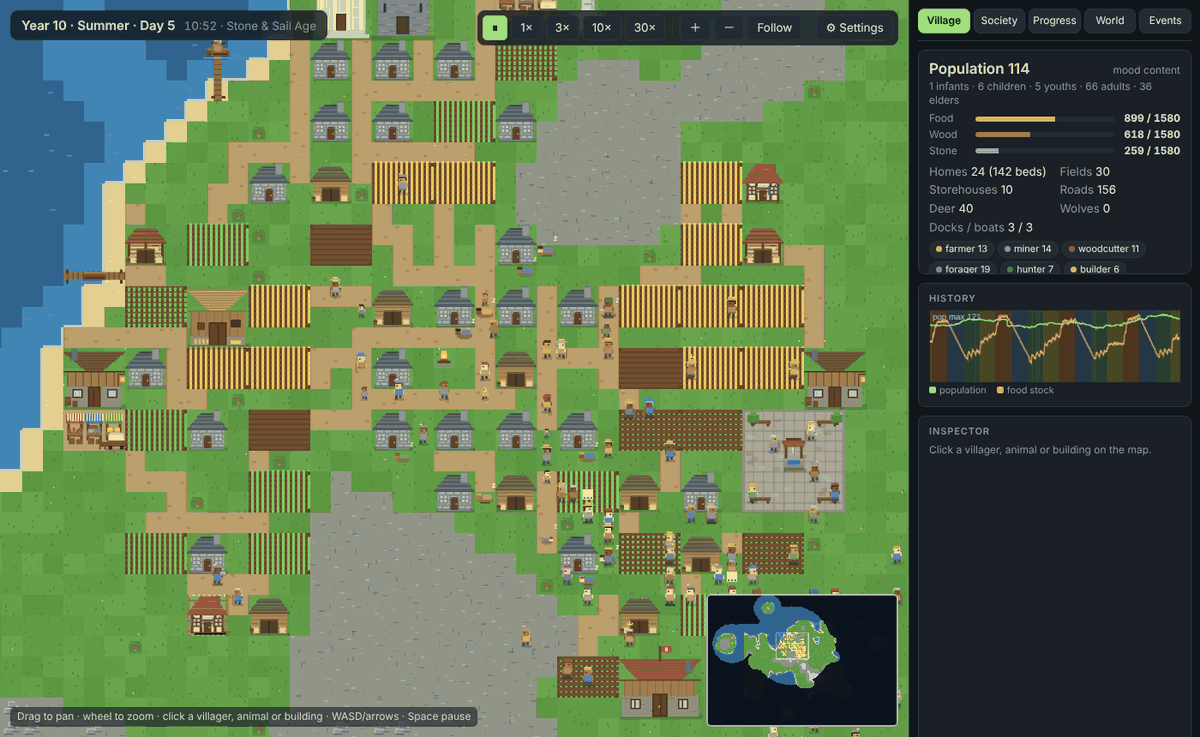 Year 10 · Summer · Day 5 10:52 · Stone & Sail Age
1× 3× 10× 30× + − Follow ⚙ Settings
Village Society Progress World Events
Population 114 mood content
1 infants · 6 children · 5 youths · 66 adults · 36
elders
Food 899 / 1580
Wood 618 / 1580
Stone 259 / 1580
Homes 24 (142 beds) Fields 30
Storehouses 10 Roads 156
Deer 40 Wolves 0
Docks / boats 3 / 3
farmer 13 miner 14 woodcutter 11
forager 19 hunter 7 builder 6
HISTORY
pop max 121
population food stock
INSPECTOR
Click a villager, animal or building on the map.
Drag to pan · wheel to zoom · click a villager, animal or building · WASD/arrows · Space pause